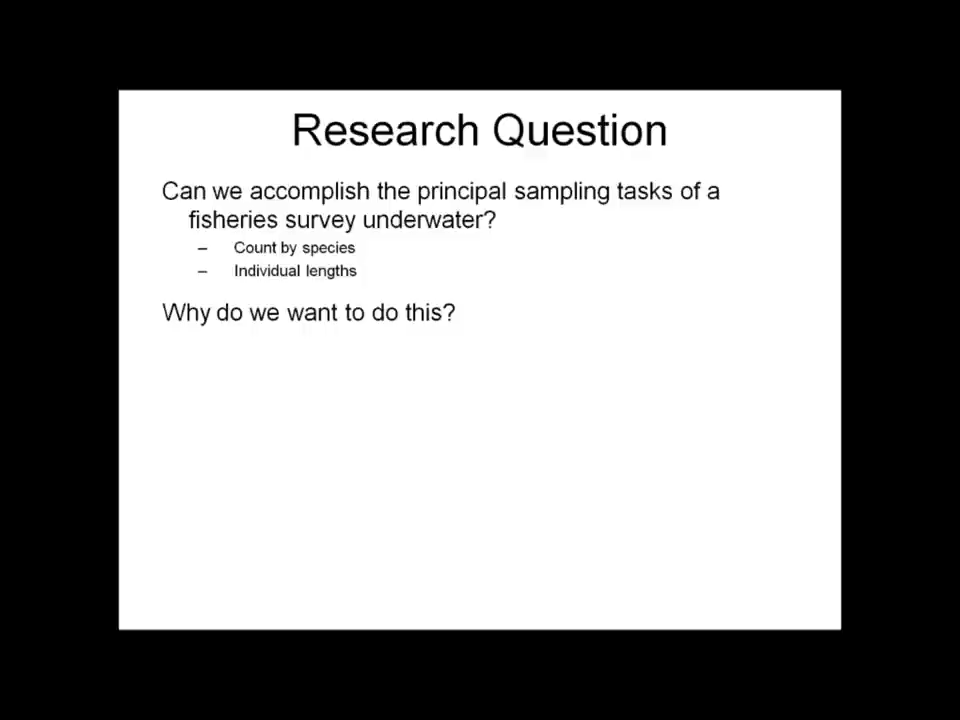 Research Question
Can we accomplish the principal sampling tasks of a
fisheries survey underwater?
– Count by species
– Individual lengths
Why do we want to do this?